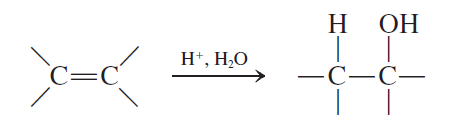 H OH
H⁺, H₂O
C=C
—C—C—